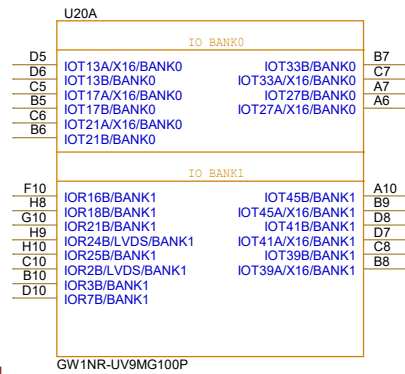 U20A
IO BANK0
D5 IOT13A/X16/BANK0 IOT33B/BANK0 B7
D6 IOT13B/BANK0 IOT33A/X16/BANK0 C7
C5 IOT17A/X16/BANK0 IOT27B/BANK0 A7
B5 IOT17B/BANK0 IOT27A/X16/BANK0 A6
C6 IOT21A/X16/BANK0
B6 IOT21B/BANK0
IO BANK1
F10 IOR16B/BANK1 IOT45B/BANK1 A10
H8 IOR18B/BANK1 IOT45A/X16/BANK1 B9
G10 IOR21B/BANK1 IOT41B/BANK1 D8
H9 IOR24B/LVDS/BANK1 IOT41A/X16/BANK1 D7
H10 IOR25B/BANK1 IOT39B/BANK1 C8
C10 IOR2B/LVDS/BANK1 IOT39A/X16/BANK1 B8
B10 IOR3B/BANK1
D10 IOR7B/BANK1
GW1NR-UV9MG100P